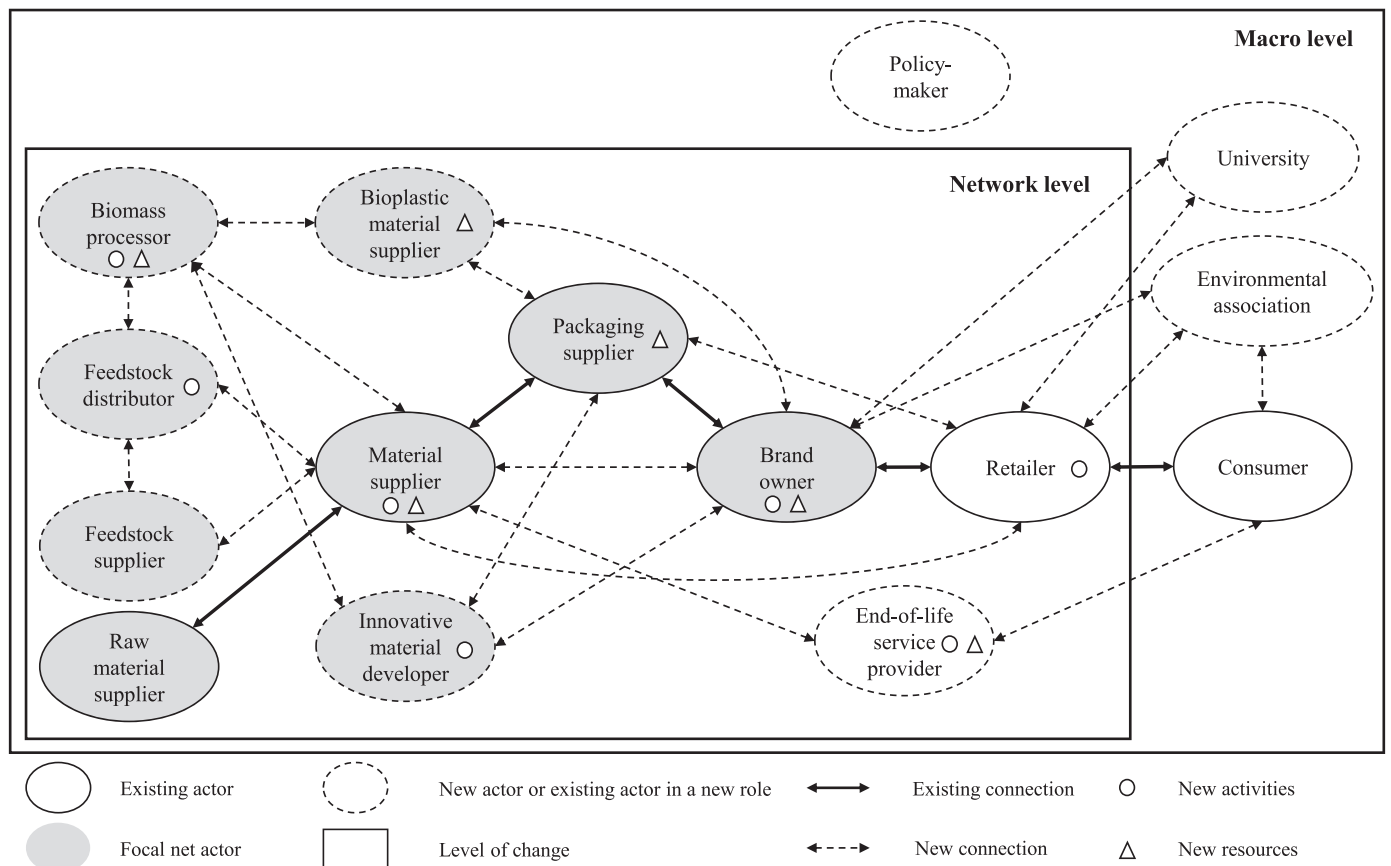 Macro level
Policy-
maker
University
Network level
Biomass
processor
Bioplastic
material
supplier
Environmental
association
Packaging
supplier
Feedstock
distributor
Material
supplier
Brand
owner
Retailer
Consumer
Feedstock
supplier
Innovative
material
developer
End-of-life
service
provider
Raw
material
supplier
Existing actor
New actor or existing actor in a new role
Existing connection
New activities
Focal net actor
Level of change
New connection
New resources